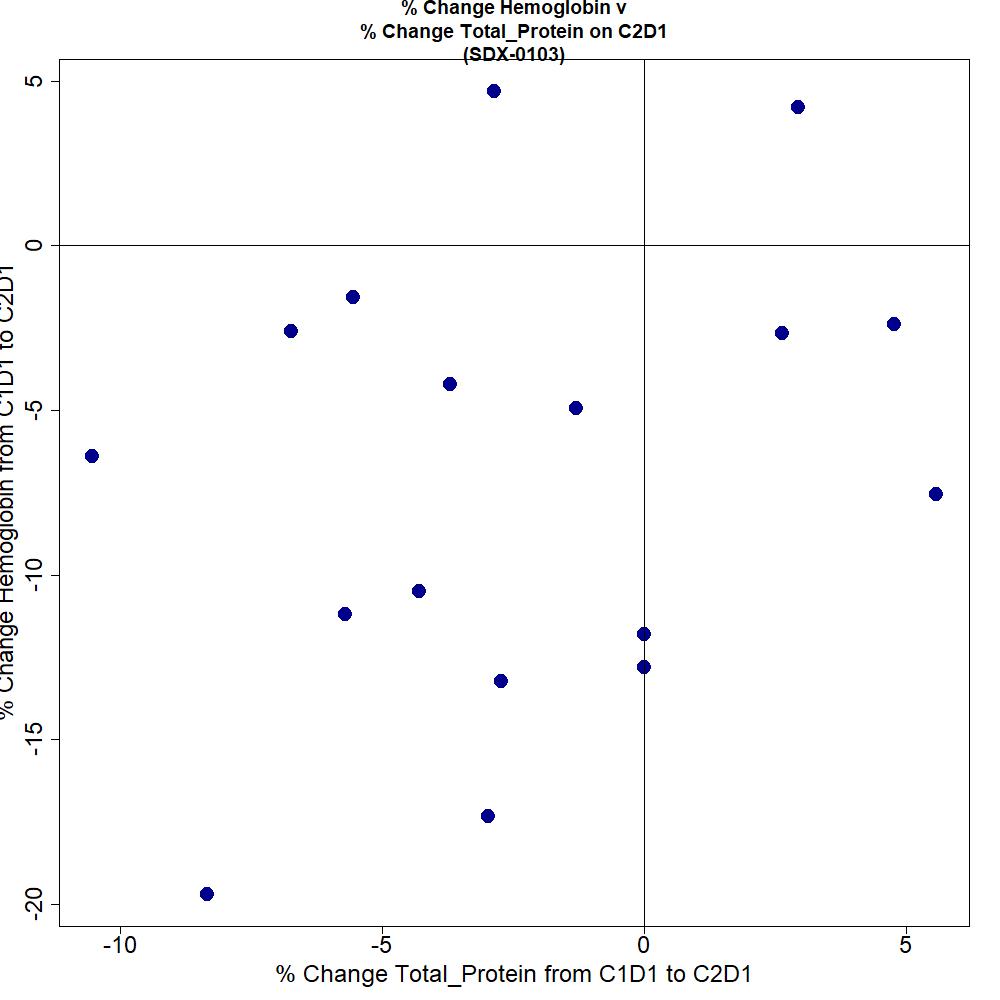 % Change Hemoglobin v
% Change Total_Protein on C2D1
(SDX-0103)
% Change Hemoglobin from C1D1 to C2D1
5
0
-5
-10
-15
-20
-10
-5
0
5
% Change Total_Protein from C1D1 to C2D1